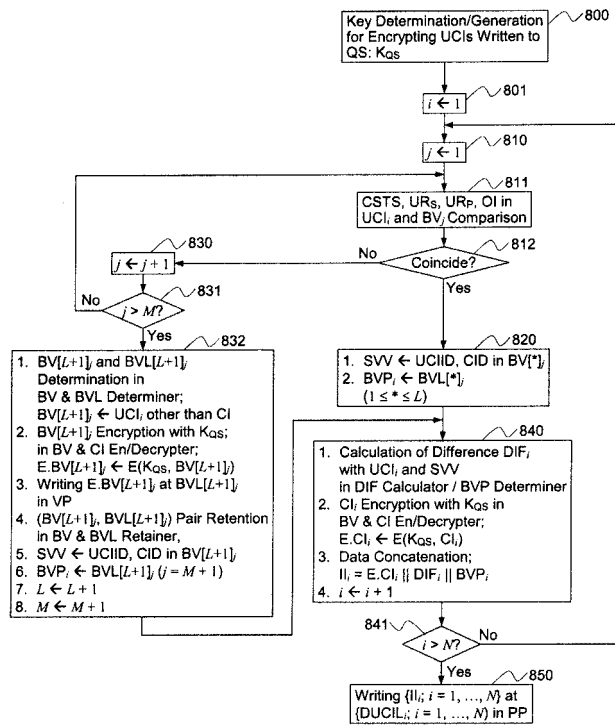 Key Determination/Generation
for Encrypting UCIs Written to
QS: KQS
800
i ← 1
801
j ← 1
810
811
CSTS, URS, URP, OI in
UCIi and BVj Comparison
812
Coincide?
No
Yes
830
j ← j + 1
831
j > M?
No
Yes
832
1. BV[L+1]j and BVL[L+1]j
Determination in
BV & BVL Determiner;
BV[L+1]j ← UCIi other than CI
2. BV[L+1]j Encryption with KQS;
in BV & CI En/Decrypter;
E.BV[L+1]j ← E(KQS, BV[L+1]j)
3. Writing E.BV[L+1]j at BVL[L+1]j
in VP
4. (BV[L+1]j, BVL[L+1]j) Pair Retention
in BV & BVL Retainer,
5. SVV ← UCIID, CID in BV[L+1]j
6. BVPi ← BVL[L+1]j (j = M + 1)
7. L ← L + 1
8. M ← M + 1
820
1. SVV ← UCIID, CID in BV[*]j
2. BVPi ← BVL[*]j
(1 ≤ * ≤ L)
840
1. Calculation of Difference DIFi
with UCIi and SVV
in DIF Calculator / BVP Determiner
2. CIi Encryption with KQS in
BV & CI En/Decrypter;
E.CIi ← E(KQS, CIi)
3. Data Concatenation;
IIi = E.CIi || DIFi || BVPi
4. i ← i + 1
841
i > N?
No
Yes
850
Writing {IIi; i = 1, ..., N} at
{DUCILi; i = 1, ..., N) in PP